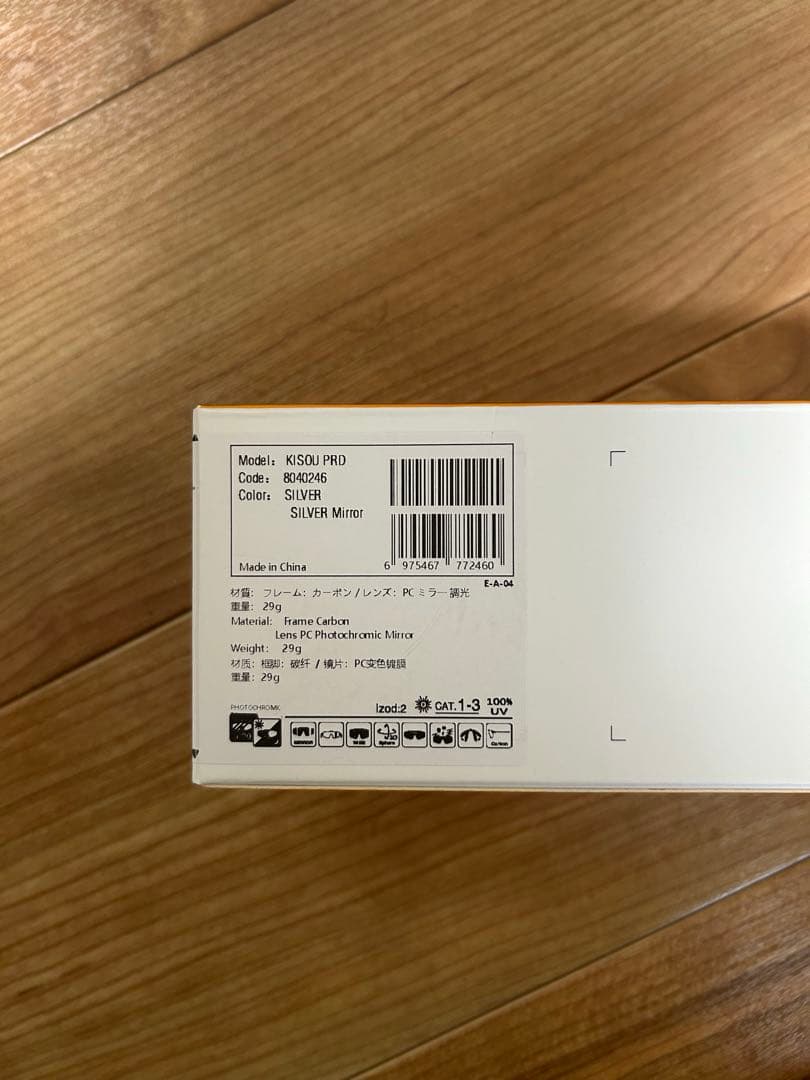 Model: KISOU PRD
Code: 8040246
Color: SILVER
SILVER Mirror
Made in China
6 975467 772460
E-A-04
材質: フレーム: カーボン / レンズ: PC ミラー 調光
重量: 29g
Material: Frame Carbon
Lens PC Photochromic Mirror
Weight: 29g
材质: 框脚: 碳纤 / 镜片: PC变色镀膜
重量: 29g
PHOTOCHROMIC
Izod:2 CAT.1-3 100% UV
Sphere
Carbon